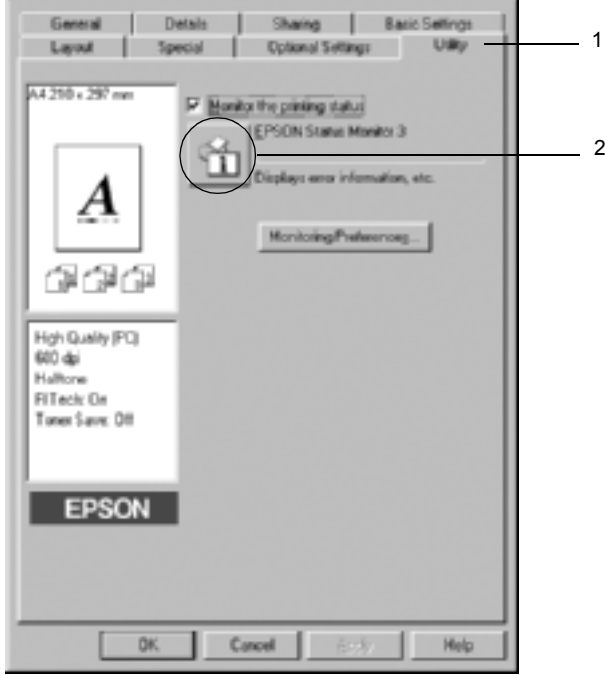 General Details Sharing Basic Settings
Layout Special Optional Settings Utility
1
A4 210 x 297 mm
Monitor the printing status
EPSON Status Monitor 3
2
Displays error information, etc.
A
Monitoring Preferences...
High Quality (PC)
600 dpi
Halftone
RITech: On
Toner Save: Off
EPSON
OK Cancel Apply Help